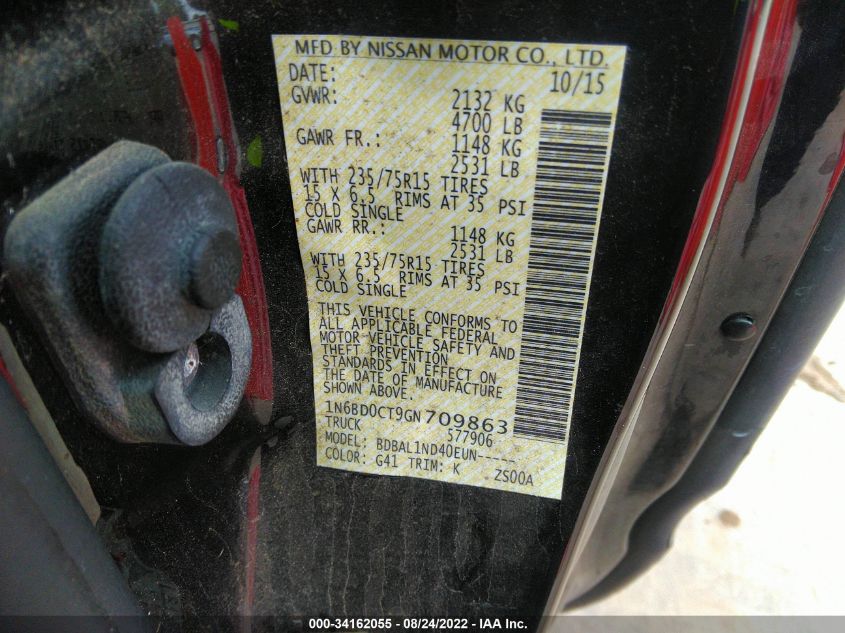 MFD BY NISSAN MOTOR CO., LTD.
DATE: 10/15
GVWR: 2132 KG
4700 LB
GAWR FR.: 1148 KG
2531 LB
WITH 235/75R15 TIRES
15 X 6.5 RIMS AT 35 PSI
COLD SINGLE
GAWR RR.: 1148 KG
2531 LB
WITH 235/75R15 TIRES
15 X 6.5 RIMS AT 35 PSI
COLD SINGLE
THIS VEHICLE CONFORMS TO
ALL APPLICABLE FEDERAL
MOTOR VEHICLE SAFETY AND
THEFT PREVENTION
STANDARDS IN EFFECT ON
THE DATE OF MANUFACTURE
SHOWN ABOVE.
1N6BD0CT9GN709863
TRUCK 577906
MODEL: BDBAL1ND40EUN-----
COLOR: G41 TRIM: K ZS00A
000-34162055 - 08/24/2022 - IAA Inc.